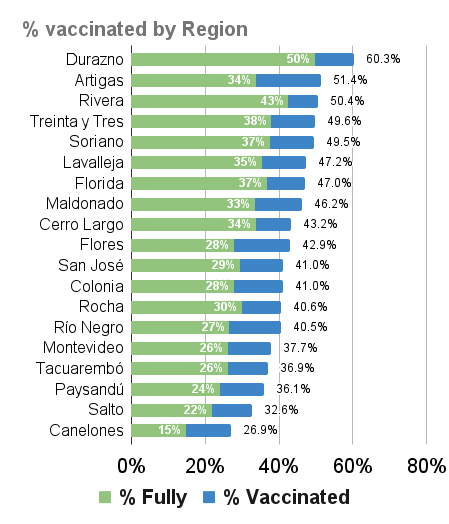 % vaccinated by Region
Durazno 50% 60.3%
Artigas 34% 51.4%
Rivera 43% 50.4%
Treinta y Tres 38% 49.6%
Soriano 37% 49.5%
Lavalleja 35% 47.2%
Florida 37% 47.0%
Maldonado 33% 46.2%
Cerro Largo 34% 43.2%
Flores 28% 42.9%
San José 29% 41.0%
Colonia 28% 41.0%
Rocha 30% 40.6%
Río Negro 27% 40.5%
Montevideo 26% 37.7%
Tacuarembó 26% 36.9%
Paysandú 24% 36.1%
Salto 22% 32.6%
Canelones 15% 26.9%
0% 20% 40% 60% 80%
% Fully % Vaccinated